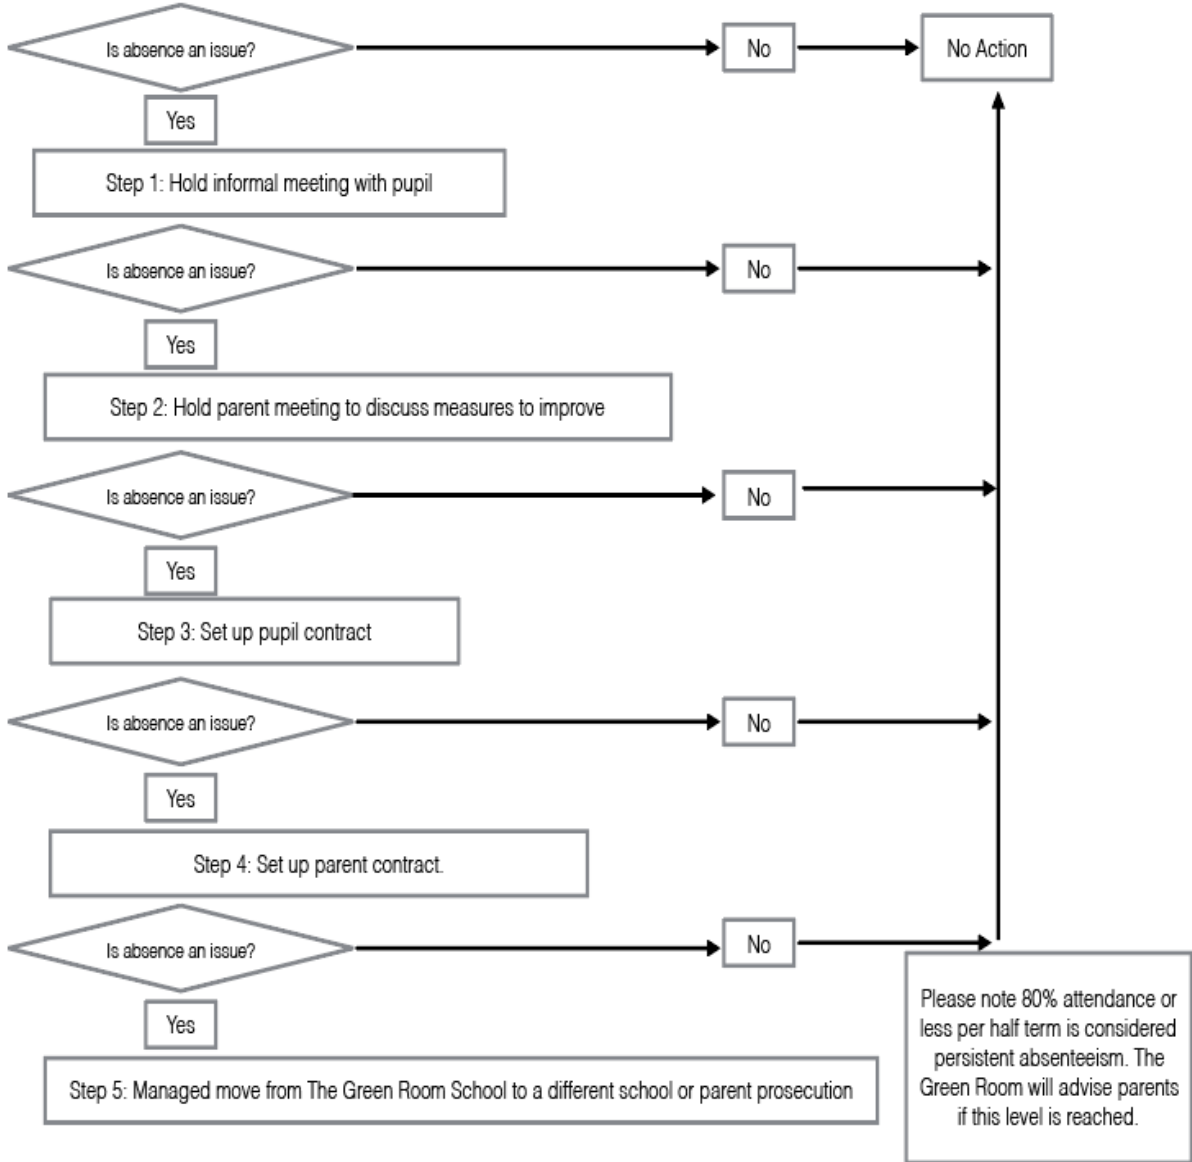 Is absence an issue?
No
No Action
Yes
Step 1: Hold informal meeting with pupil
Is absence an issue?
No
Yes
Step 2: Hold parent meeting to discuss measures to improve
Is absence an issue?
No
Yes
Step 3: Set up pupil contract
Is absence an issue?
No
Yes
Step 4: Set up parent contract.
Is absence an issue?
No
Yes
Step 5: Managed move from The Green Room School to a different school or parent prosecution
Please note 80% attendance or
less per half term is considered
persistent absenteeism. The
Green Room will advise parents
if this level is reached.